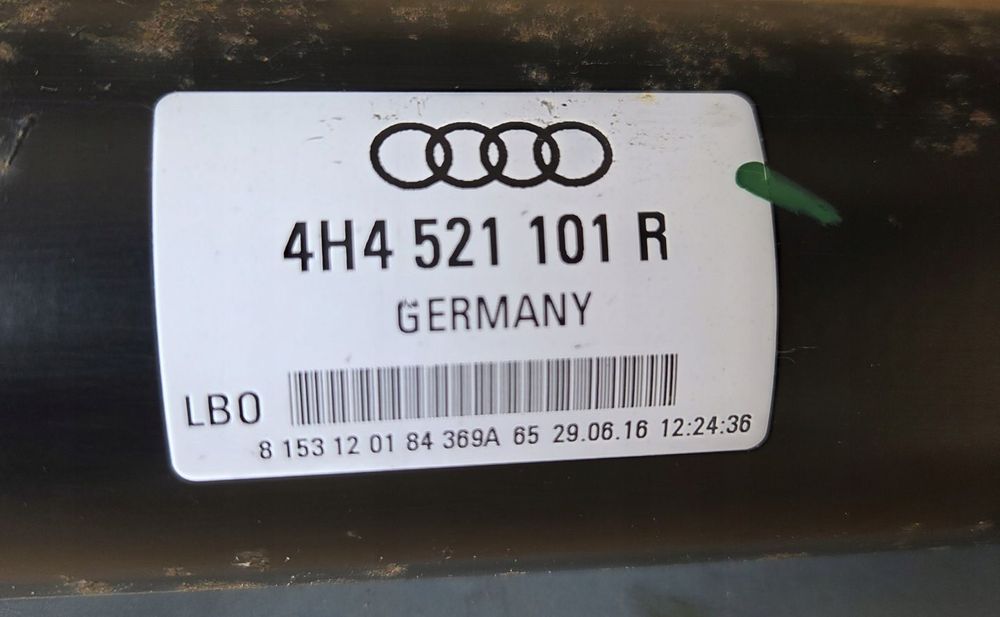 4H4 521 101 R
GERMANY
LBO
8 153 12 01 84 369A 65 29.06.16 12:24:36